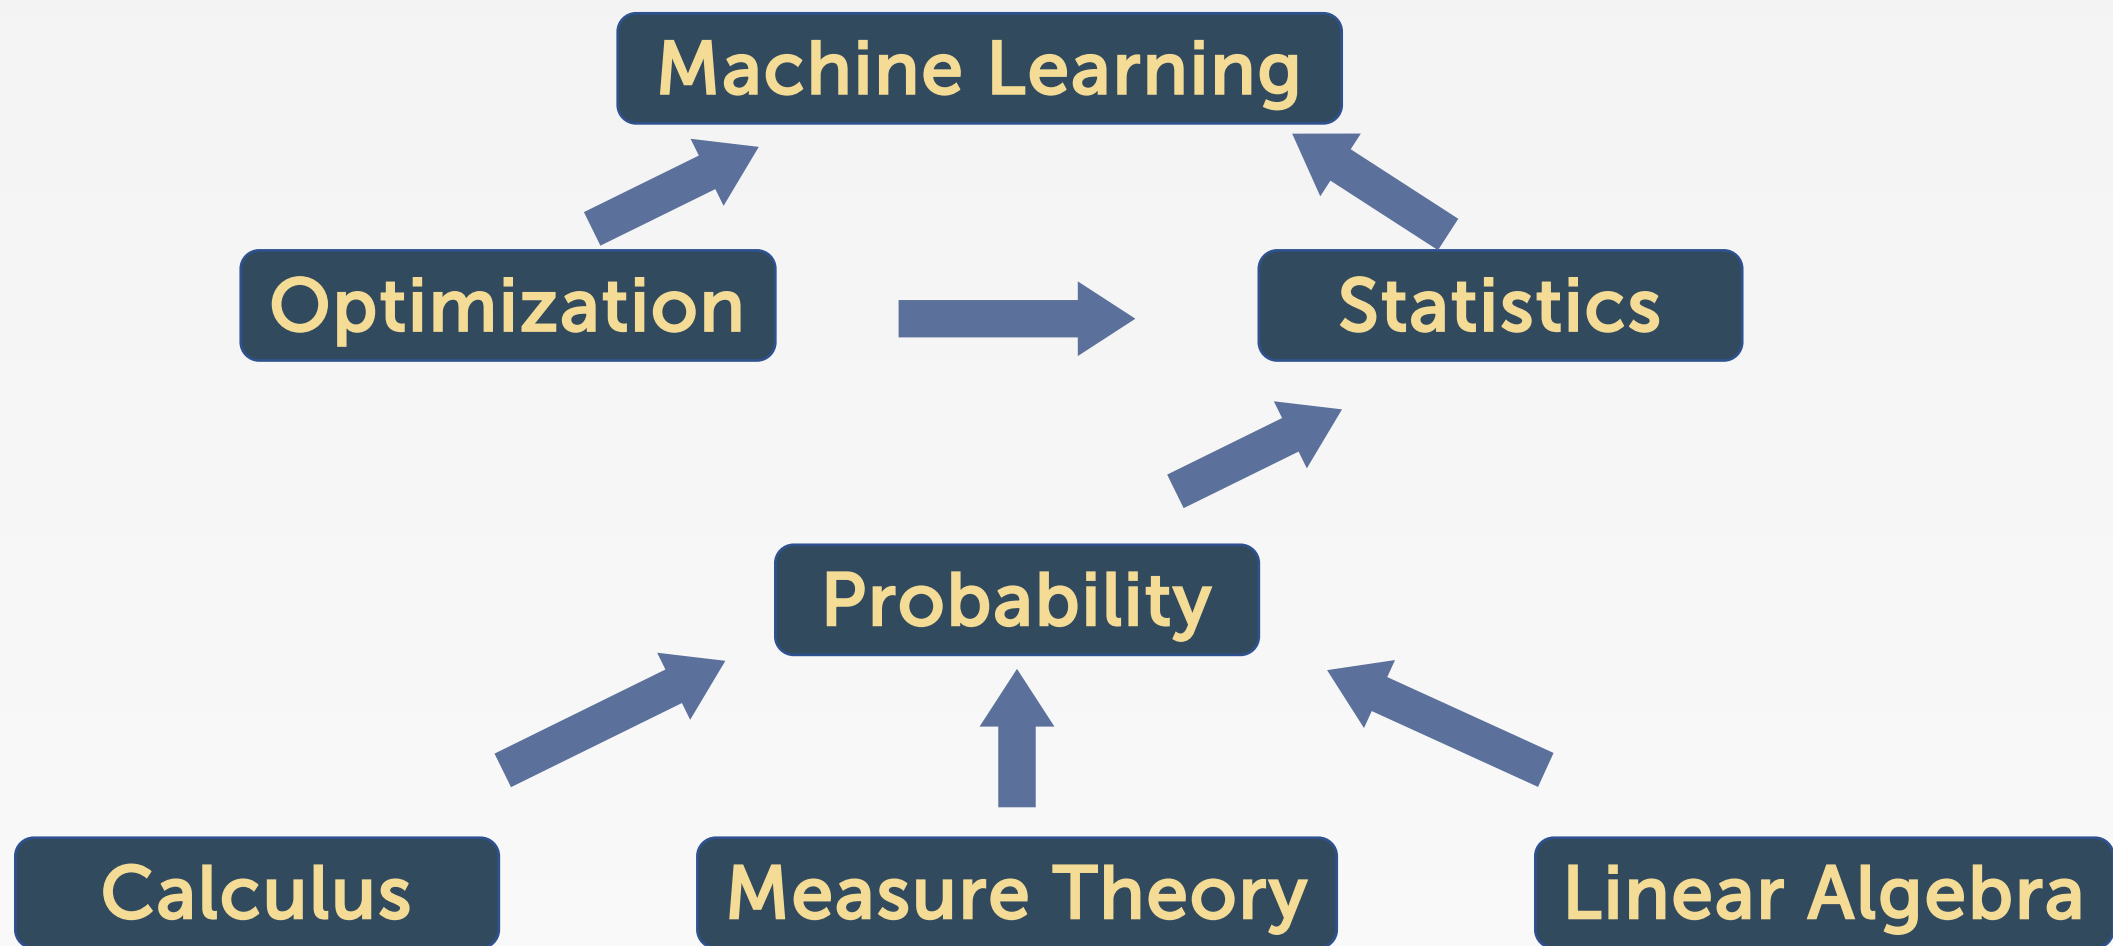 Machine Learning
Optimization
Statistics
Probability
Calculus
Measure Theory
Linear Algebra